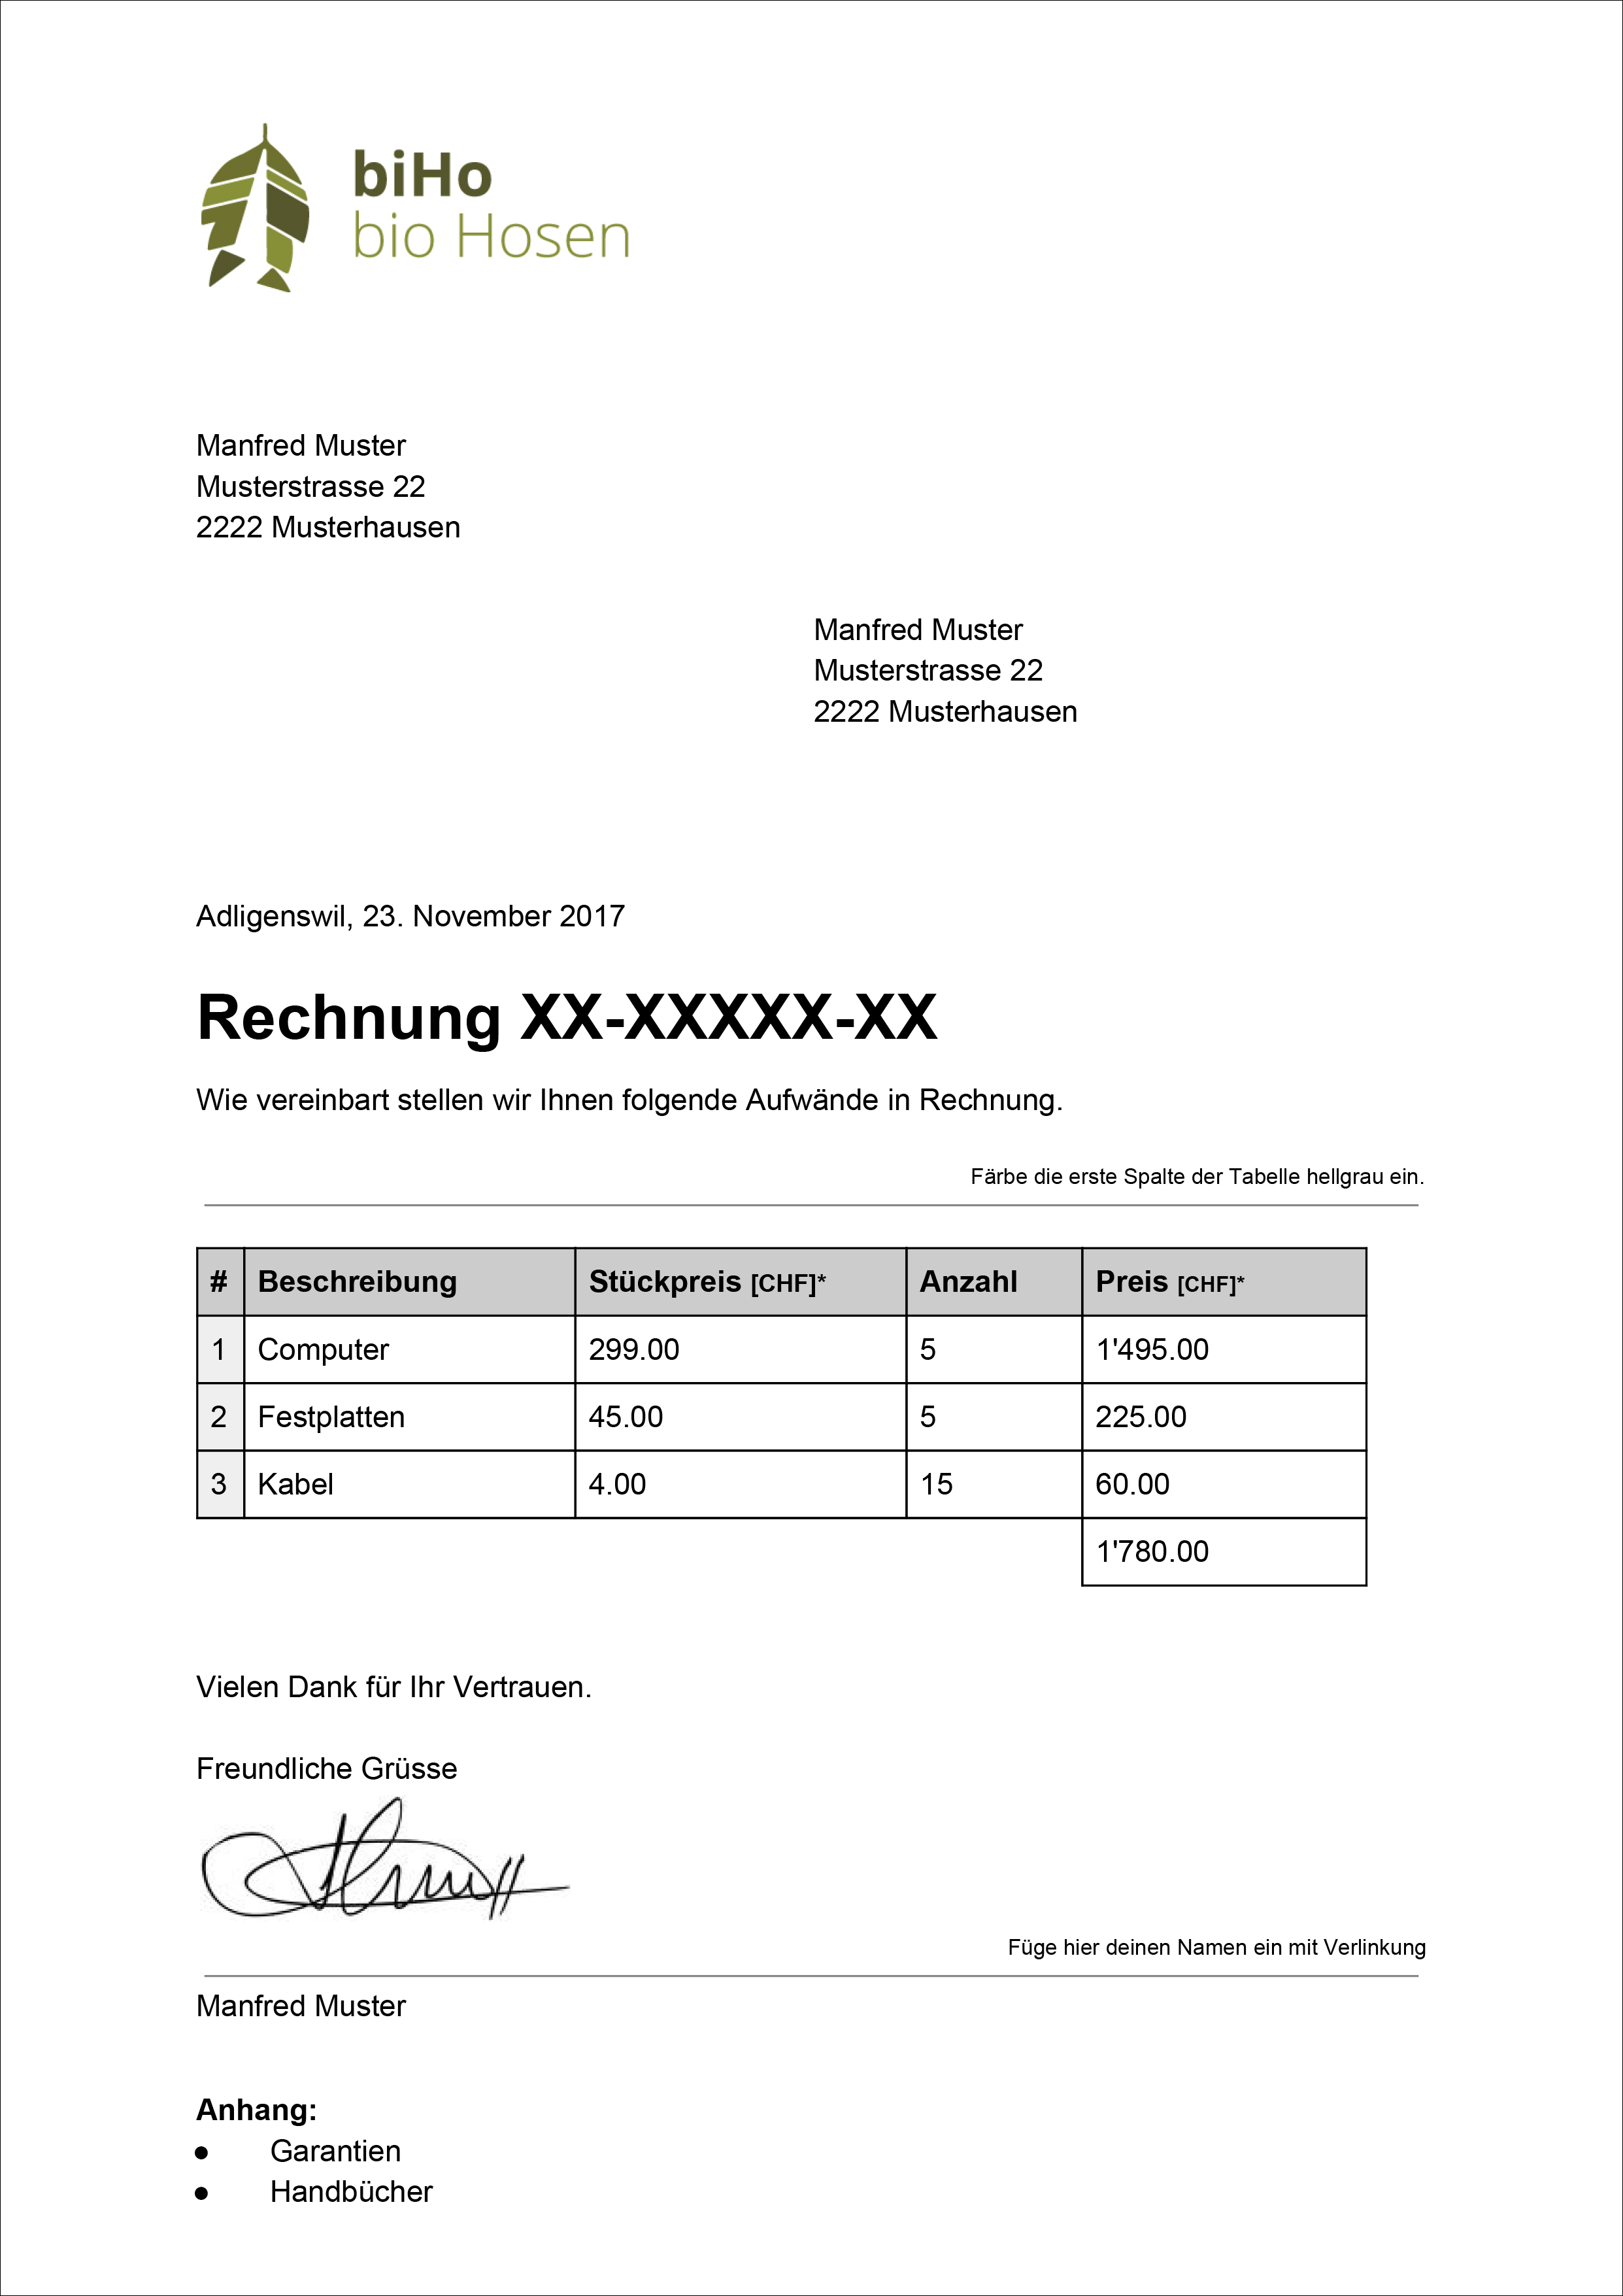 biHo
bio Hosen
Manfred Muster
Musterstrasse 22
2222 Musterhausen
Manfred Muster
Musterstrasse 22
2222 Musterhausen
Adligenswil, 23. November 2017
Rechnung XX-XXXXX-XX
Wie vereinbart stellen wir Ihnen folgende Aufwände in Rechnung.
Färbe die erste Spalte der Tabelle hellgrau ein.
# Beschreibung Stückpreis [CHF]* Anzahl Preis [CHF]*
1 Computer 299.00 5 1'495.00
2 Festplatten 45.00 5 225.00
3 Kabel 4.00 15 60.00
1'780.00
Vielen Dank für Ihr Vertrauen.
Freundliche Grüsse
Füge hier deinen Namen ein mit Verlinkung
Manfred Muster
Anhang:
● Garantien
● Handbücher